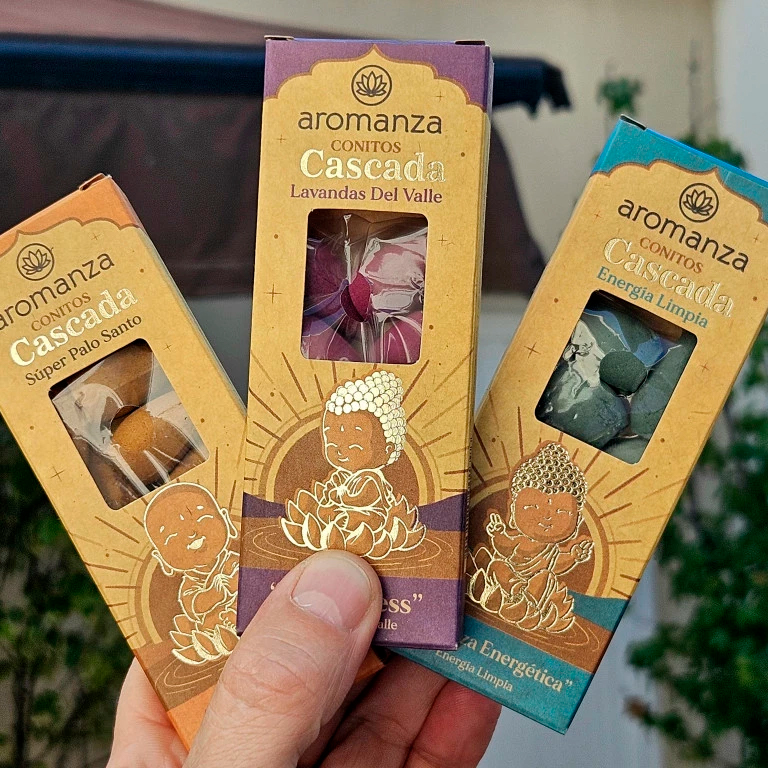 aromanza
CONITOS
Cascada
Súper Palo Santo
aromanza
CONITOS
Cascada
Lavandas Del Valle
ess”
alle
aromanza
CONITOS
Cascada
Energía Limpia
za Energética”
Energía Limpia